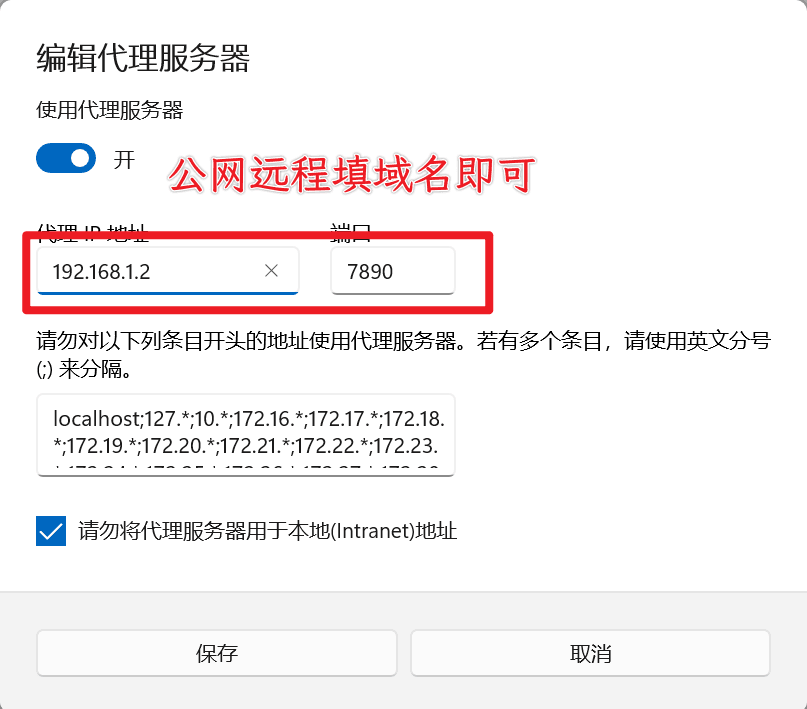 编辑代理服务器
使用代理服务器
开
公网远程填域名即可
代理 IP 地址
端口
192.168.1.2
7890
请勿对以下列条目开头的地址使用代理服务器。若有多个条目，请使用英文分号
(;) 来分隔。
localhost;127.*;10.*;172.16.*;172.17.*;172.18.
*;172.19.*;172.20.*;172.21.*;172.22.*;172.23.
请勿将代理服务器用于本地(Intranet)地址
保存
取消